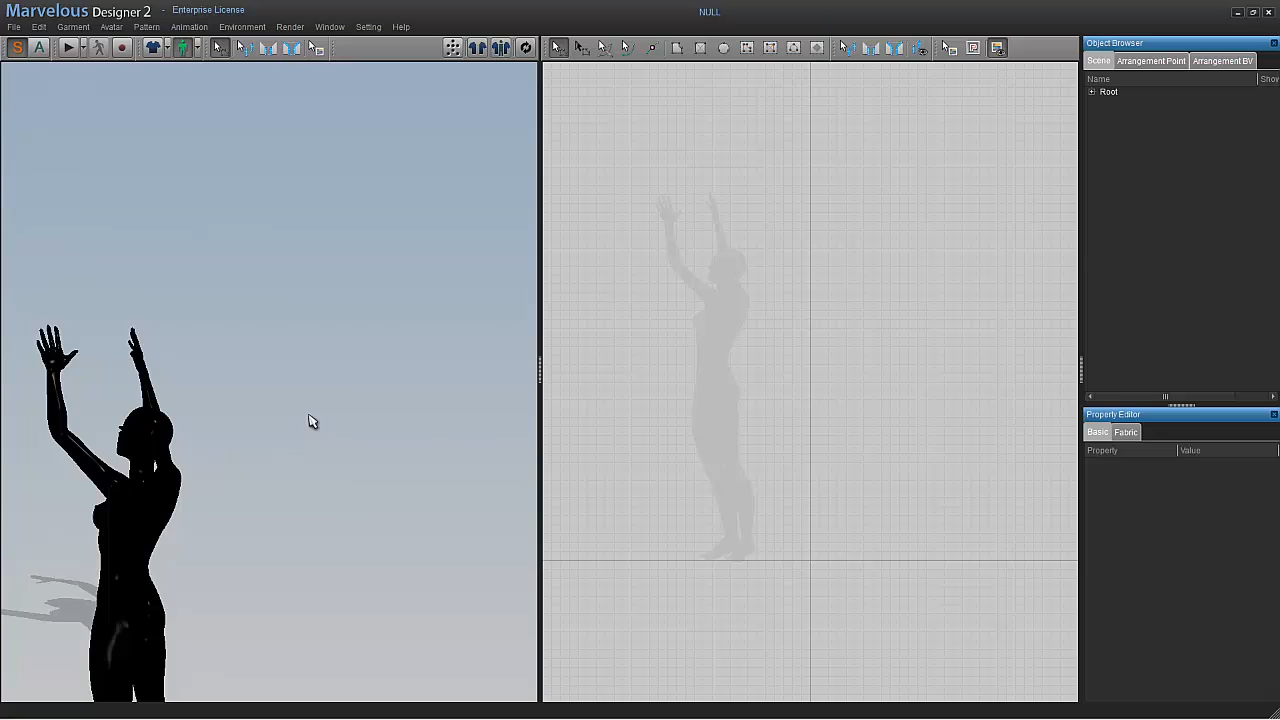 Marvelous Designer 2 - Enterprise License
NULL
File Edit Garment Avatar Pattern Animation Environment Render Window Setting Help
S A
Object Browser
Scene Arrangement Point Arrangement BV
Name Show
Root
Property Editor
Basic Fabric
Property Value